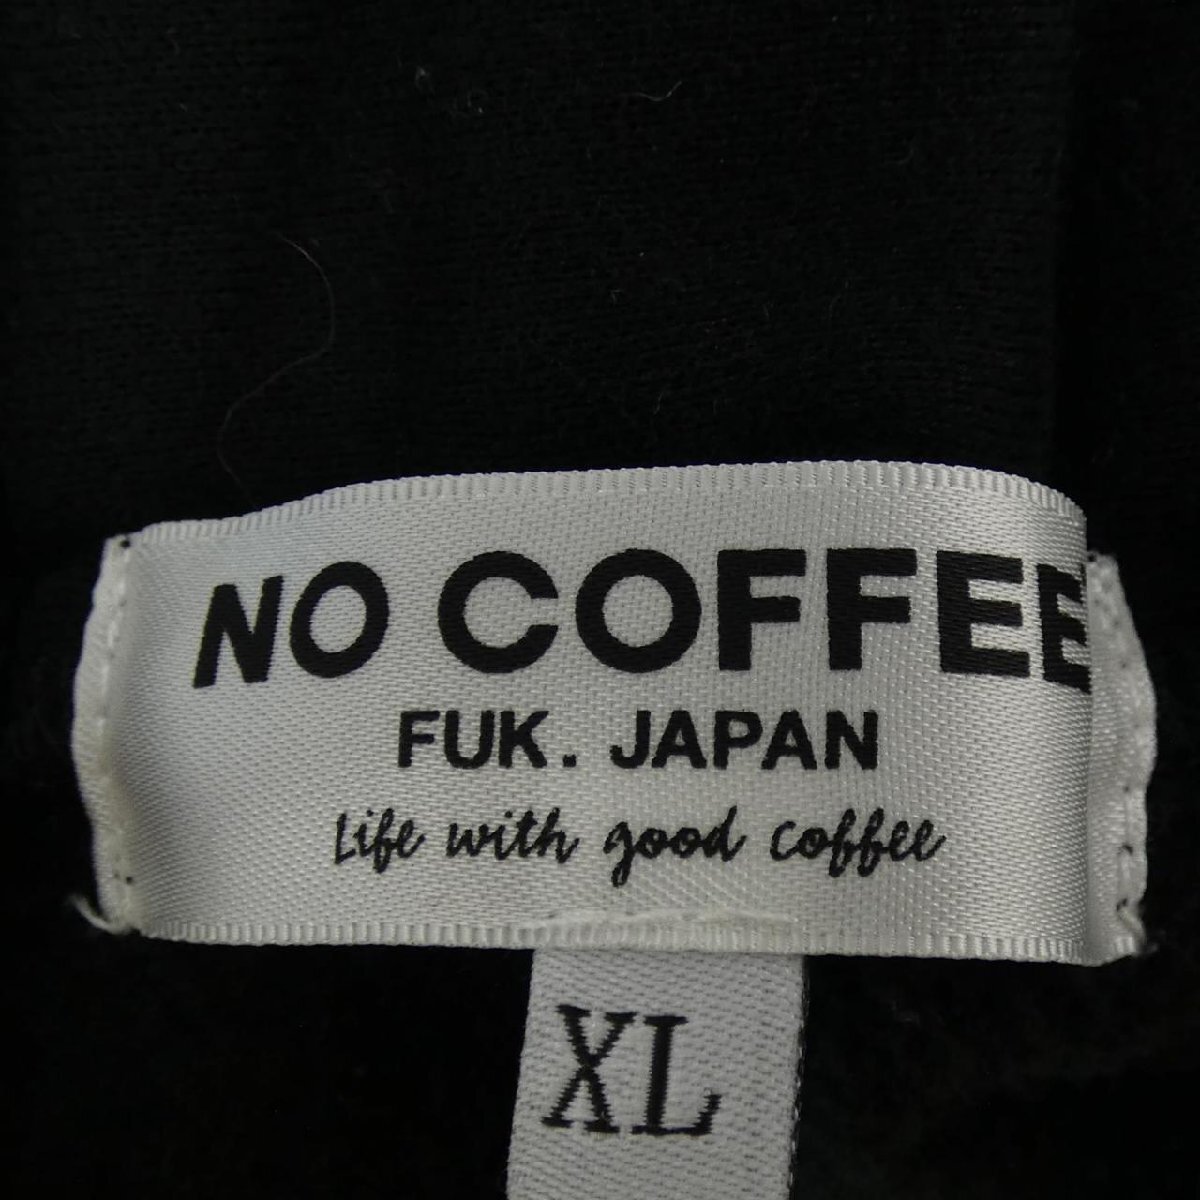 NO COFFEE
FUK. JAPAN
Life with good coffee
XL